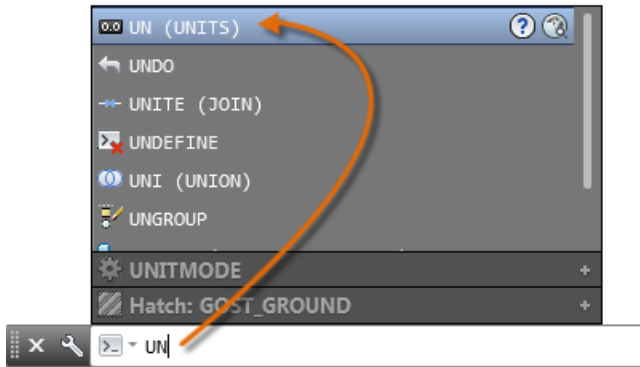 0.0 UN (UNITS)
UNDO
UNITE (JOIN)
UNDEFINE
UNI (UNION)
UNGROUP
UNITMODE
Hatch: GOST_GROUND
UN